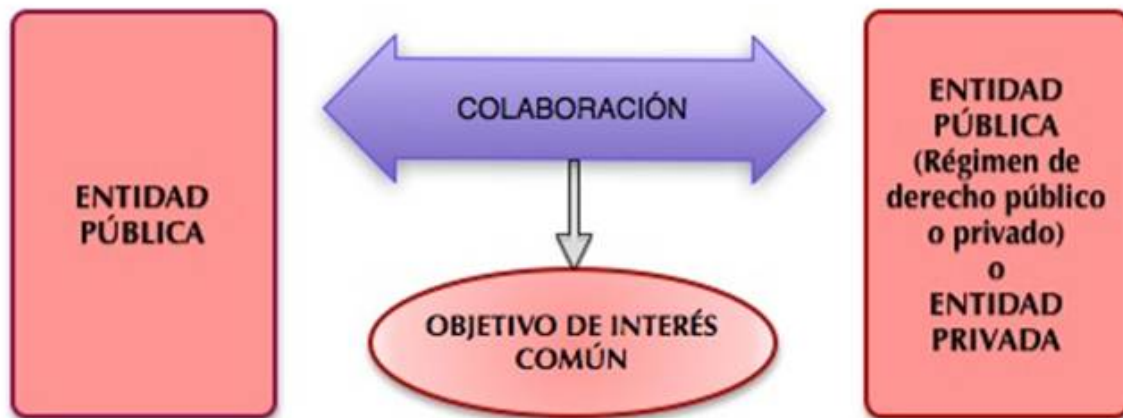 ENTIDAD
PÚBLICA
COLABORACIÓN
OBJETIVO DE INTERÉS
COMÚN
ENTIDAD
PÚBLICA
(Régimen de
derecho público
o privado)
o
ENTIDAD
PRIVADA